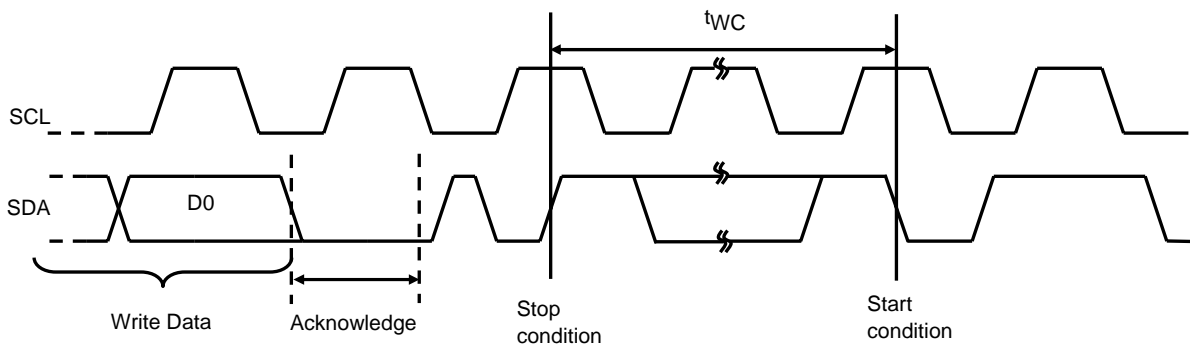 tWC
SCL
SDA
D0
Write Data
Acknowledge
Stop
condition
Start
condition